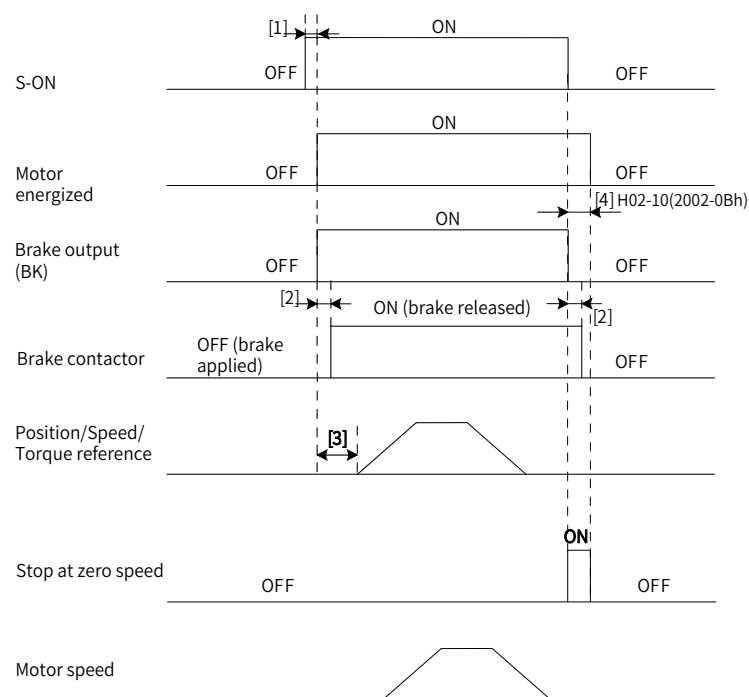 [1]
ON
S-ON
OFF
OFF
ON
Motor
energized
OFF
OFF
[4] H02-10(2002-0Bh)
ON
Brake output
(BK)
OFF
OFF
[2]
ON (brake released)
[2]
Brake contactor
OFF (brake
applied)
OFF
Position/Speed/
Torque reference
[3]
ON
Stop at zero speed
OFF
OFF
Motor speed